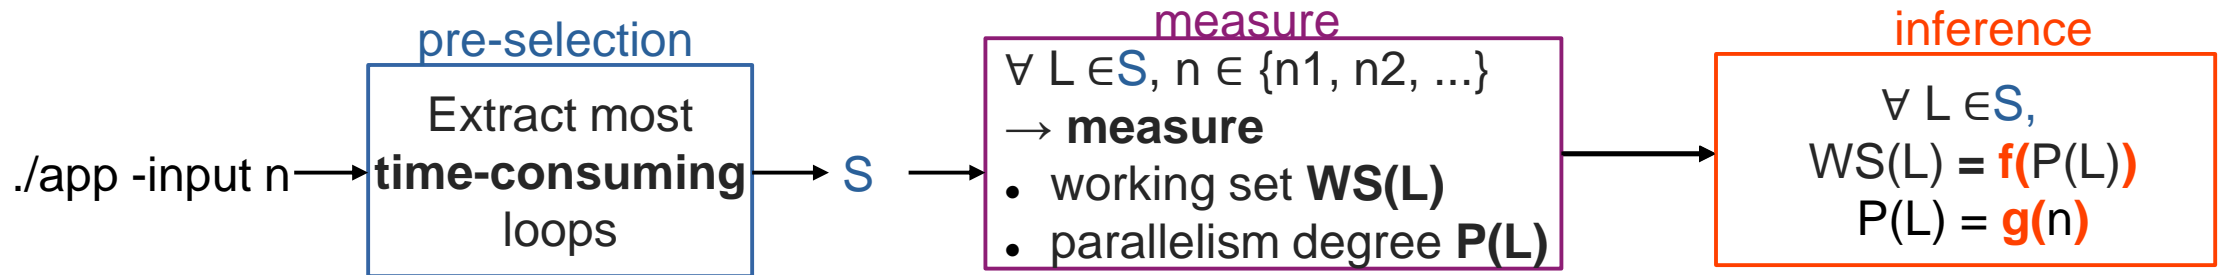 ./app -input n
pre-selection
Extract most
time-consuming
loops
S
measure
∀ L ∈S, n ∈ {n1, n2, ...}
→ measure
• working set WS(L)
• parallelism degree P(L)
inference
∀ L ∈S,
WS(L) = f(P(L))
P(L) = g(n)